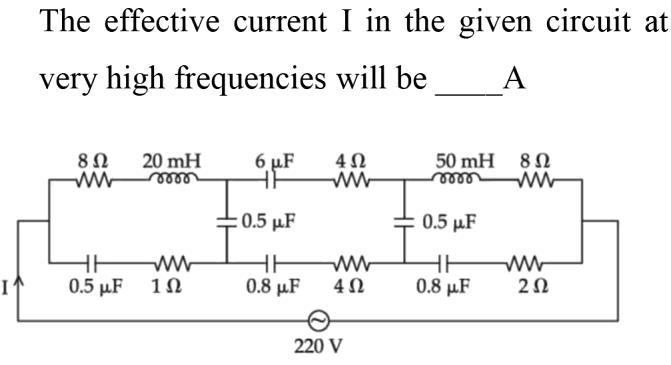 The effective current I in the given circuit at
very high frequencies will be ____A
8 Ω 20 mH 6 μF 4 Ω 50 mH 8 Ω
0.5 μF 0.5 μF
I 0.5 μF 1 Ω 0.8 μF 4 Ω 0.8 μF 2 Ω
220 V